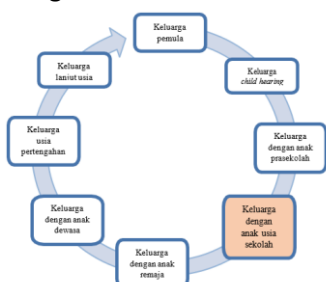 Keluarga
pemula
Keluarga
child hearing
Keluarga
dengan anak
prasekolah
Keluarga
dengan
anak usia
sekolah
Keluarga
dengan anak
remaja
Keluarga
dengan anak
dewasa
Keluarga
usia
pertengahan
Keluarga
lanjut usia